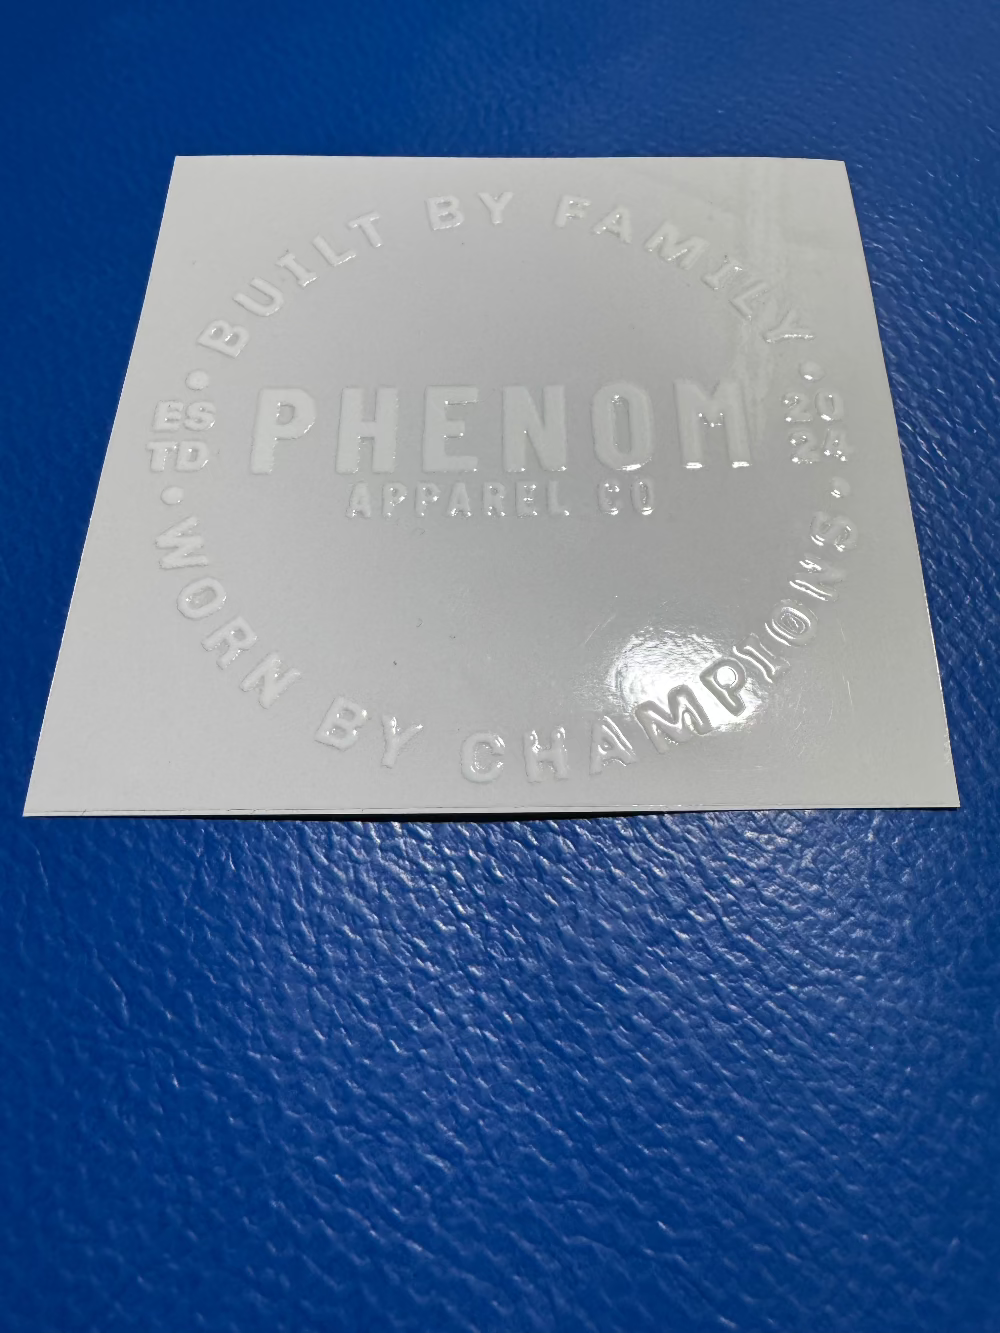 • BUILT BY FAMILY •
ES
TD
PHENOM
APPAREL CO
20
24
• WORN BY CHAMPIONS •